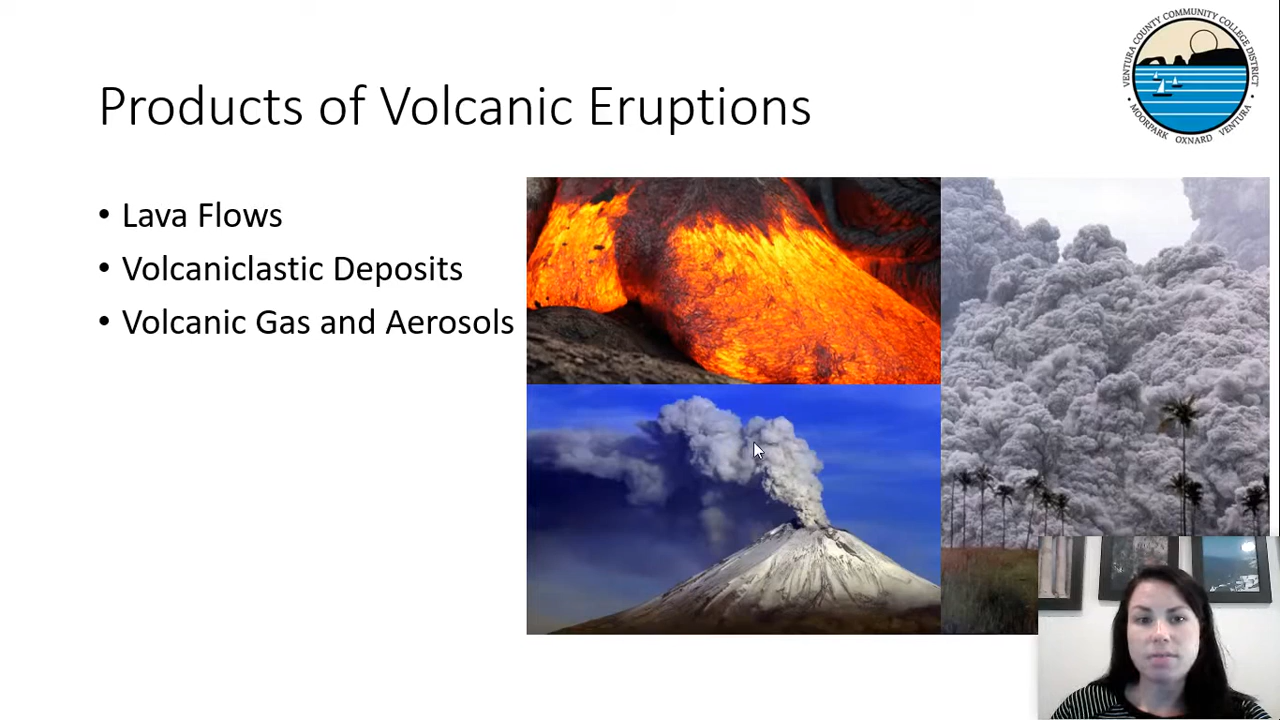 Products of Volcanic Eruptions
VENTURA COUNTY COMMUNITY COLLEGE DISTRICT
• MOORPARK OXNARD VENTURA •
• Lava Flows
• Volcaniclastic Deposits
• Volcanic Gas and Aerosols